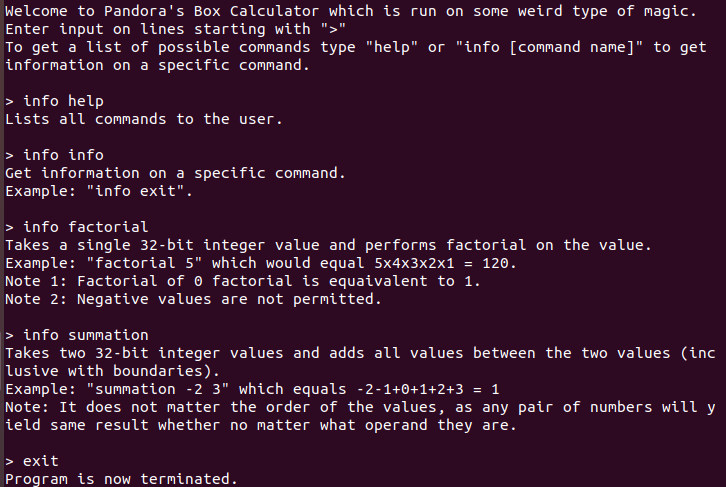 Welcome to Pandora's Box Calculator which is run on some weird type of magic.
Enter input on lines starting with ">"
To get a list of possible commands type "help" or "info [command name]" to get
information on a specific command.
> info help
Lists all commands to the user.
> info info
Get information on a specific command.
Example: "info exit".
> info factorial
Takes a single 32-bit integer value and performs factorial on the value.
Example: "factorial 5" which would equal 5x4x3x2x1 = 120.
Note 1: Factorial of 0 factorial is equaivalent to 1.
Note 2: Negative values are not permitted.
> info summation
Takes two 32-bit integer values and adds all values between the two values (inc
lusive with boundaries).
Example: "summation -2 3" which equals -2-1+0+1+2+3 = 1
Note: It does not matter the order of the values, as any pair of numbers will y
ield same result whether no matter what operand they are.
> exit
Program is now terminated.